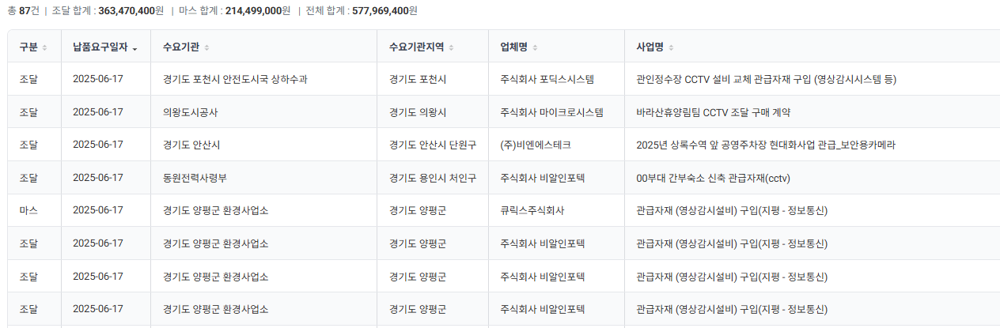 총 87건 | 조달 합계 : 363,470,400원 | 마스 합계 : 214,499,000원 | 전체 합계 : 577,969,400원
구분 납품요구일자 수요기관 수요기관지역 업체명 사업명
조달 2025-06-17 경기도 포천시 안전도시국 상하수과 경기도 포천시 주식회사 포딕스시스템 관인정수장 CCTV 설비 교체 관급자재 구입 (영상감시시스템 등)
조달 2025-06-17 의왕도시공사 경기도 의왕시 주식회사 마이크로시스템 바라산휴양림팀 CCTV 조달 구매 계약
조달 2025-06-17 경기도 안산시 경기도 안산시 단원구 (주)비엔에스테크 2025년 상록수역 앞 공영주차장 현대화사업 관급_보안용카메라
조달 2025-06-17 동원전력사령부 경기도 용인시 처인구 주식회사 비알인포텍 00부대 간부숙소 신축 관급자재(cctv)
마스 2025-06-17 경기도 양평군 환경사업소 경기도 양평군 큐릭스주식회사 관급자재 (영상감시설비) 구입(지평 - 정보통신)
조달 2025-06-17 경기도 양평군 환경사업소 경기도 양평군 주식회사 비알인포텍 관급자재 (영상감시설비) 구입(지평 - 정보통신)
조달 2025-06-17 경기도 양평군 환경사업소 경기도 양평군 주식회사 비알인포텍 관급자재 (영상감시설비) 구입(지평 - 정보통신)
조달 2025-06-17 경기도 양평군 환경사업소 경기도 양평군 주식회사 비알인포텍 관급자재 (영상감시설비) 구입(지평 - 정보통신)